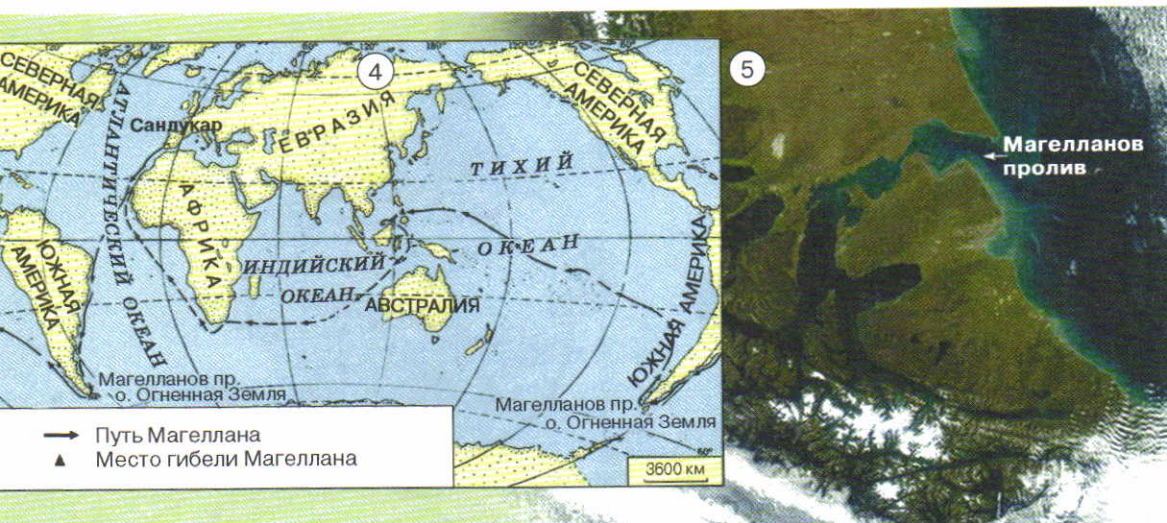 4
СЕВЕРНАЯ
АМЕРИКА
АТЛАНТИЧЕСКИЙ ОКЕАН
Сандукар
ЕВРАЗИЯ
АФРИКА
ТИХИЙ
ОКЕАН
СЕВЕРНАЯ
АМЕРИКА
ЮЖНАЯ
АМЕРИКА
ИНДИЙСКИЙ
ОКЕАН
АВСТРАЛИЯ
ЮЖНАЯ АМЕРИКА
Магелланов пр.
о. Огненная Земля
Магелланов пр.
о. Огненная Земля
Путь Магеллана
Место гибели Магеллана
3600 км
5
Магелланов
пролив